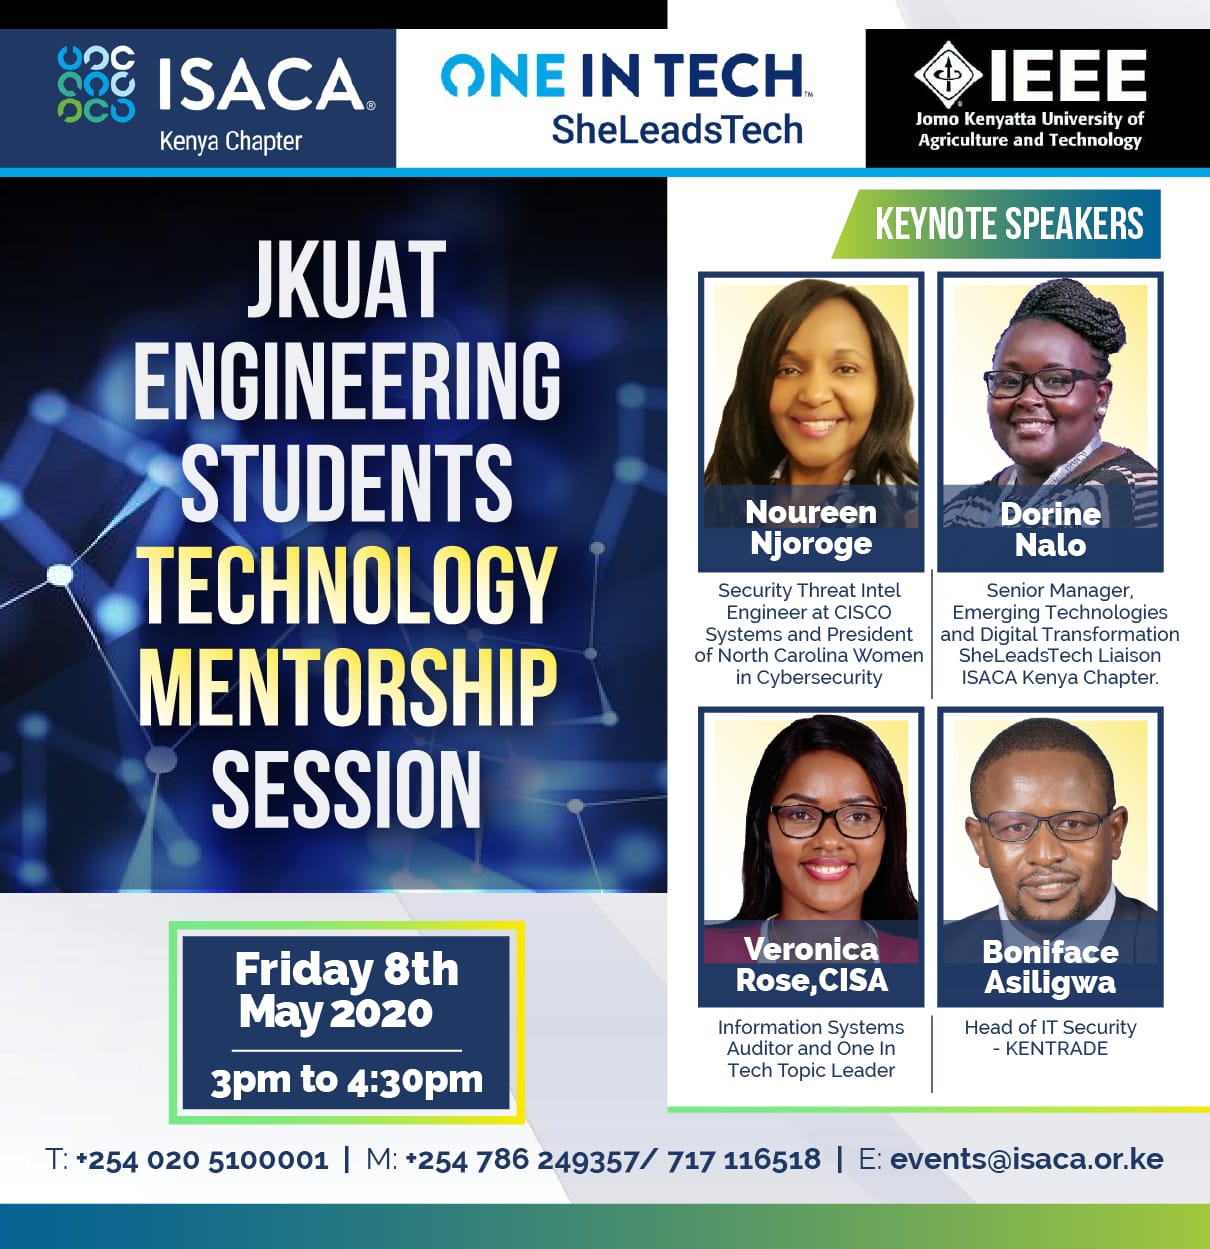 ISACA®
Kenya Chapter
ONE IN TECH™
SheLeadsTech
IEEE®
Jomo Kenyatta University of
Agriculture and Technology
JKUAT
ENGINEERING
STUDENTS
TECHNOLOGY
MENTORSHIP
SESSION
Friday 8th
May 2020
3pm to 4:30pm
KEYNOTE SPEAKERS
Noureen
Njoroge
Security Threat Intel
Engineer at CISCO
Systems and President
of North Carolina Women
in Cybersecurity
Dorine
Nalo
Senior Manager,
Emerging Technologies
and Digital Transformation
SheLeadsTech Liaison
ISACA Kenya Chapter.
Veronica
Rose,CISA
Information Systems
Auditor and One In
Tech Topic Leader
Boniface
Asiligwa
Head of IT Security
- KENTRADE
T: +254 020 5100001 | M: +254 786 249357/ 717 116518 | E: events@isaca.or.ke